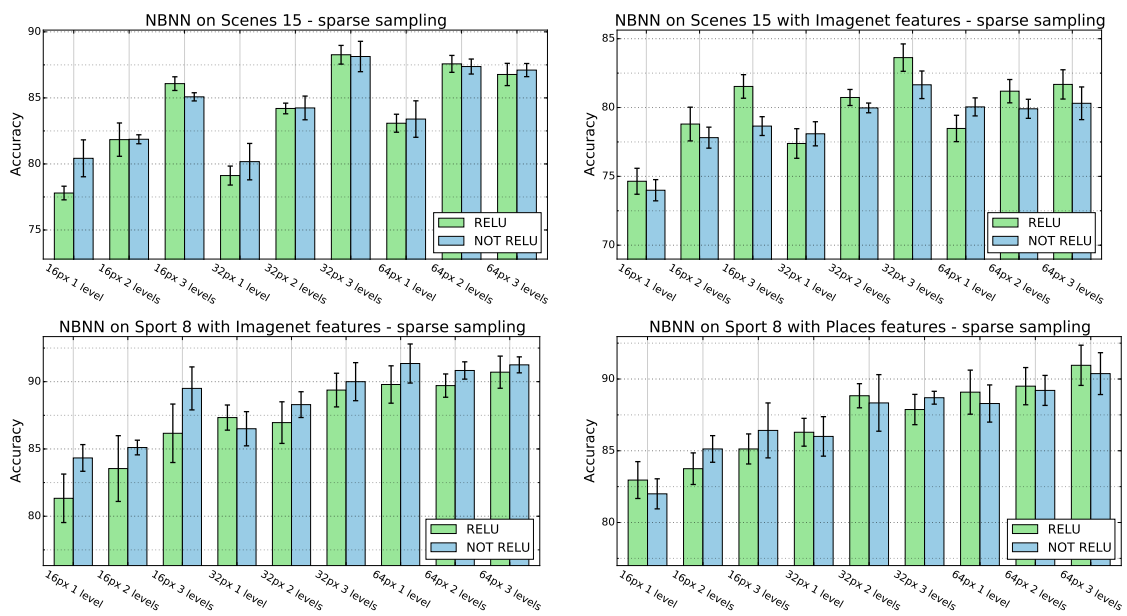 NBNN on Scenes 15 - sparse sampling
90
85
80
75
Accuracy
RELU
NOT RELU
16px 1 level
16px 2 levels
16px 3 levels
32px 1 level
32px 2 levels
32px 3 levels
64px 1 level
64px 2 levels
64px 3 levels
NBNN on Scenes 15 with Imagenet features - sparse sampling
85
80
75
70
Accuracy
RELU
NOT RELU
16px 1 level
16px 2 levels
16px 3 levels
32px 1 level
32px 2 levels
32px 3 levels
64px 1 level
64px 2 levels
64px 3 levels
NBNN on Sport 8 with Imagenet features - sparse sampling
90
85
80
Accuracy
RELU
NOT RELU
16px 1 level
16px 2 levels
16px 3 levels
32px 1 level
32px 2 levels
32px 3 levels
64px 1 level
64px 2 levels
64px 3 levels
NBNN on Sport 8 with Places features - sparse sampling
90
85
80
Accuracy
RELU
NOT RELU
16px 1 level
16px 2 levels
16px 3 levels
32px 1 level
32px 2 levels
32px 3 levels
64px 1 level
64px 2 levels
64px 3 levels